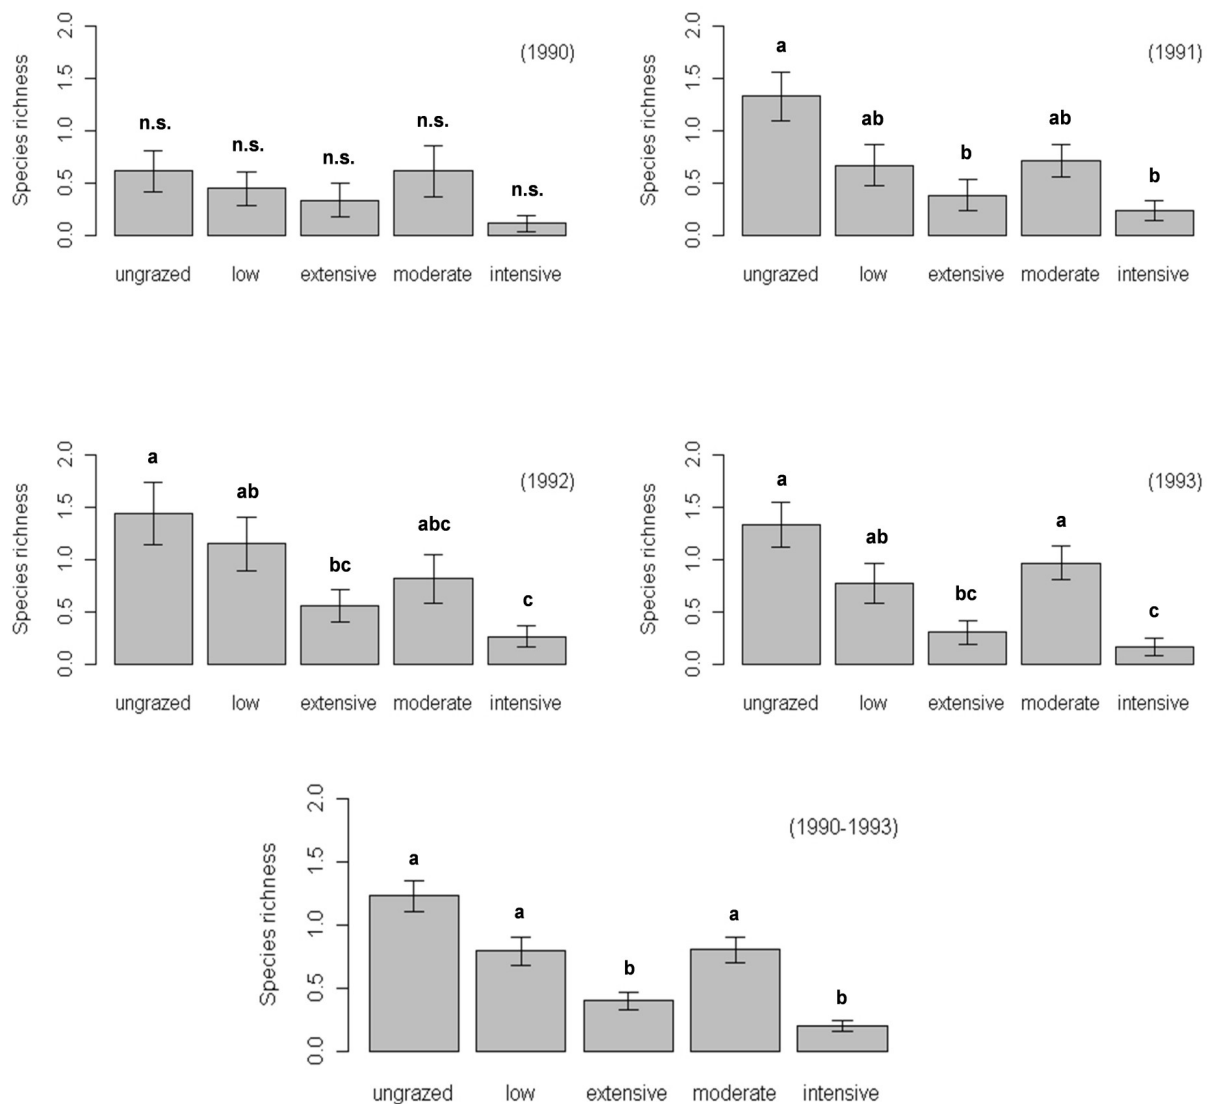 2.0
1.5
1.0
0.5
0.0
Species richness
(1990)
n.s.
n.s.
n.s.
n.s.
n.s.
ungrazed low extensive moderate intensive
2.0
1.5
1.0
0.5
0.0
Species richness
(1991)
a
ab
b
ab
b
ungrazed low extensive moderate intensive
2.0
1.5
1.0
0.5
0.0
Species richness
(1992)
a
ab
bc
abc
c
ungrazed low extensive moderate intensive
2.0
1.5
1.0
0.5
0.0
Species richness
(1993)
a
ab
bc
a
c
ungrazed low extensive moderate intensive
2.0
1.5
1.0
0.5
0.0
Species richness
(1990-1993)
a
a
b
a
b
ungrazed low extensive moderate intensive